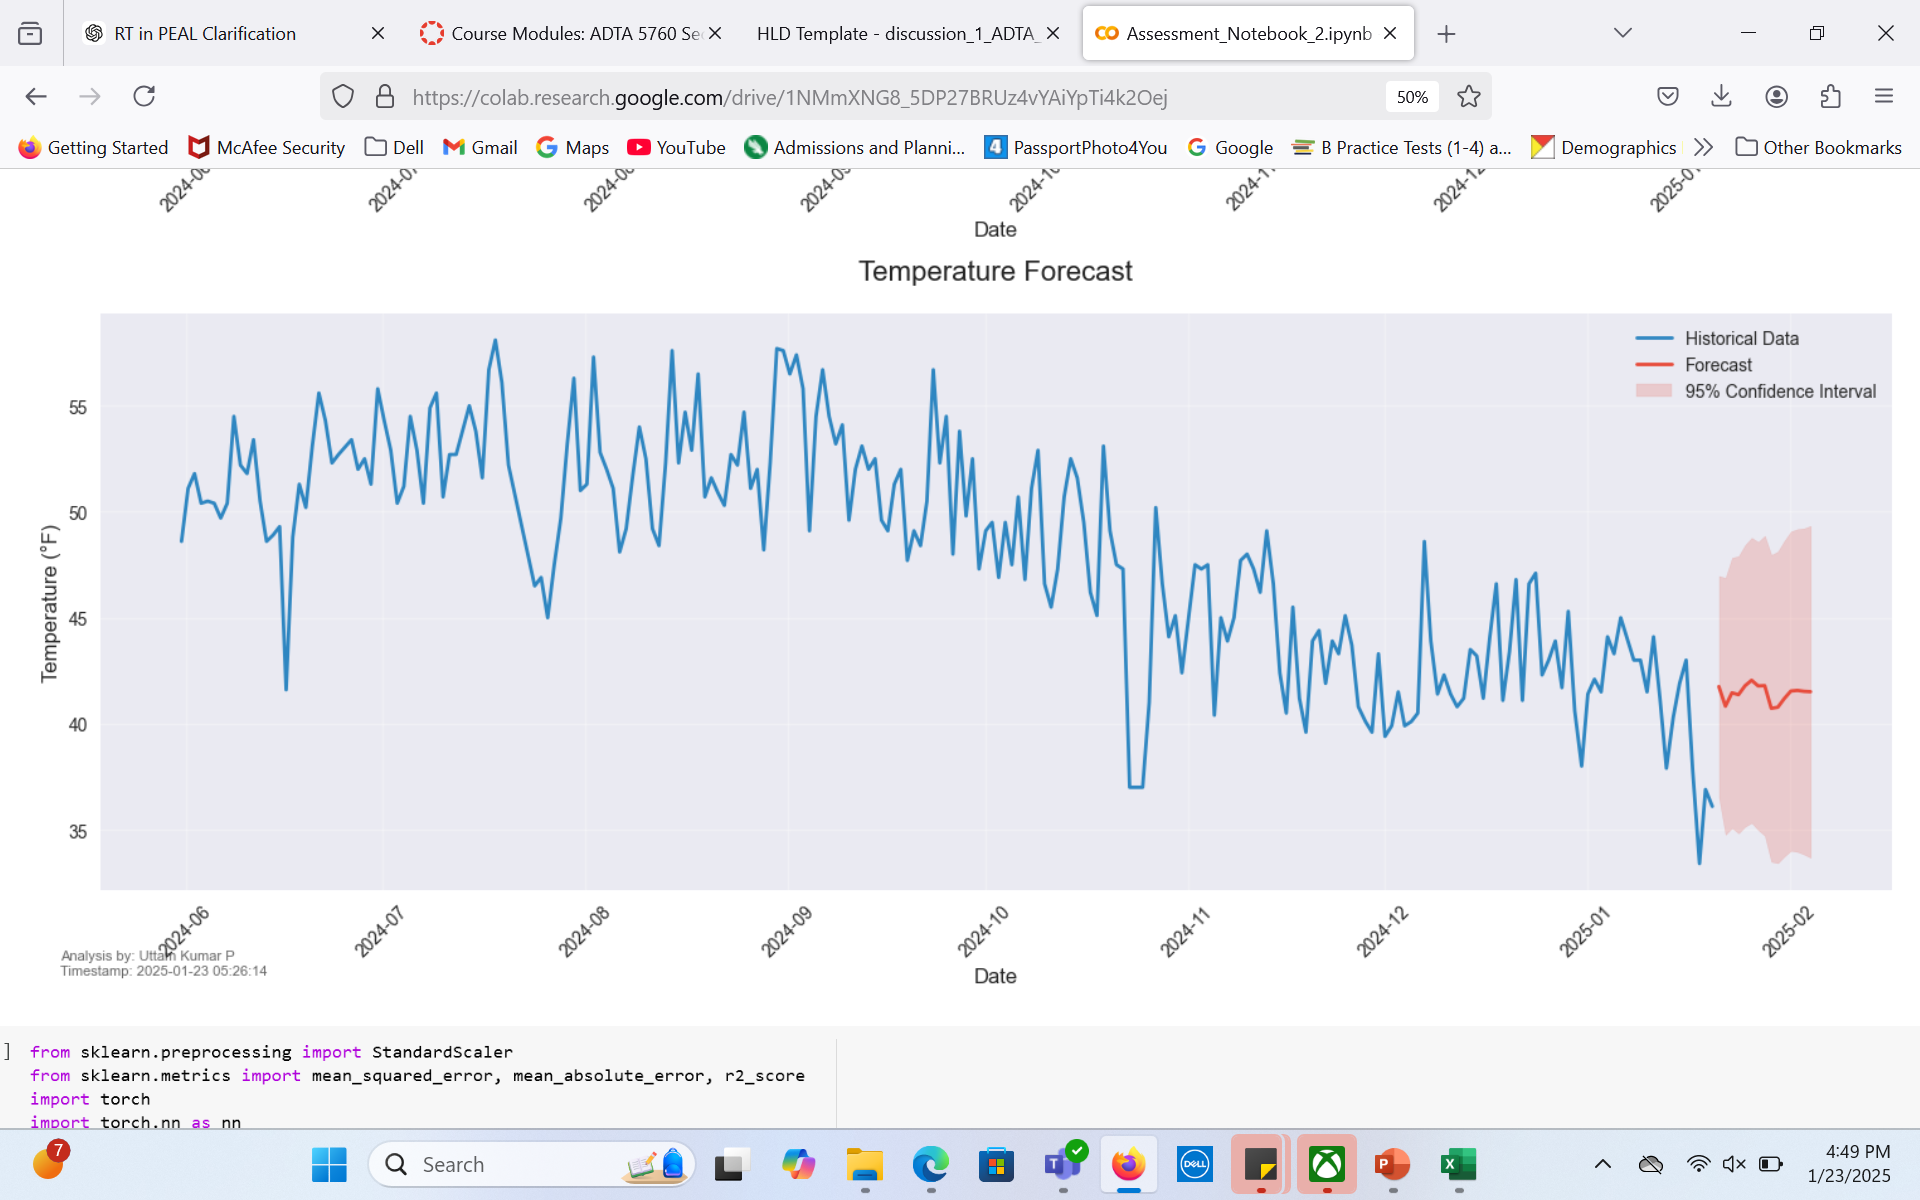 RT in PEAL Clarification
Course Modules: ADTA 5760 Se
HLD Template - discussion_1_ADTA_
Assessment_Notebook_2.ipynb
https://colab.research.google.com/drive/1NMmXNG8_5DP27BRUz4vYAiYpTi4k2Oej
50%
Getting Started
McAfee Security
Dell
Gmail
Maps
YouTube
Admissions and Planni...
PassportPhoto4You
Google
B Practice Tests (1-4) a...
Demographics
Other Bookmarks
Date
Temperature Forecast
Historical Data
Forecast
95% Confidence Interval
Temperature (°F)
55
50
45
40
35
2024-06
2024-07
2024-08
2024-09
2024-10
2024-11
2024-12
2025-01
2025-02
Date
Analysis by: Uttam Kumar P
Timestamp: 2025-01-23 05:26:14
] from sklearn.preprocessing import StandardScaler
from sklearn.metrics import mean_squared_error, mean_absolute_error, r2_score
import torch
import torch.nn as nn
7
Search
DELL
4:49 PM
1/23/2025